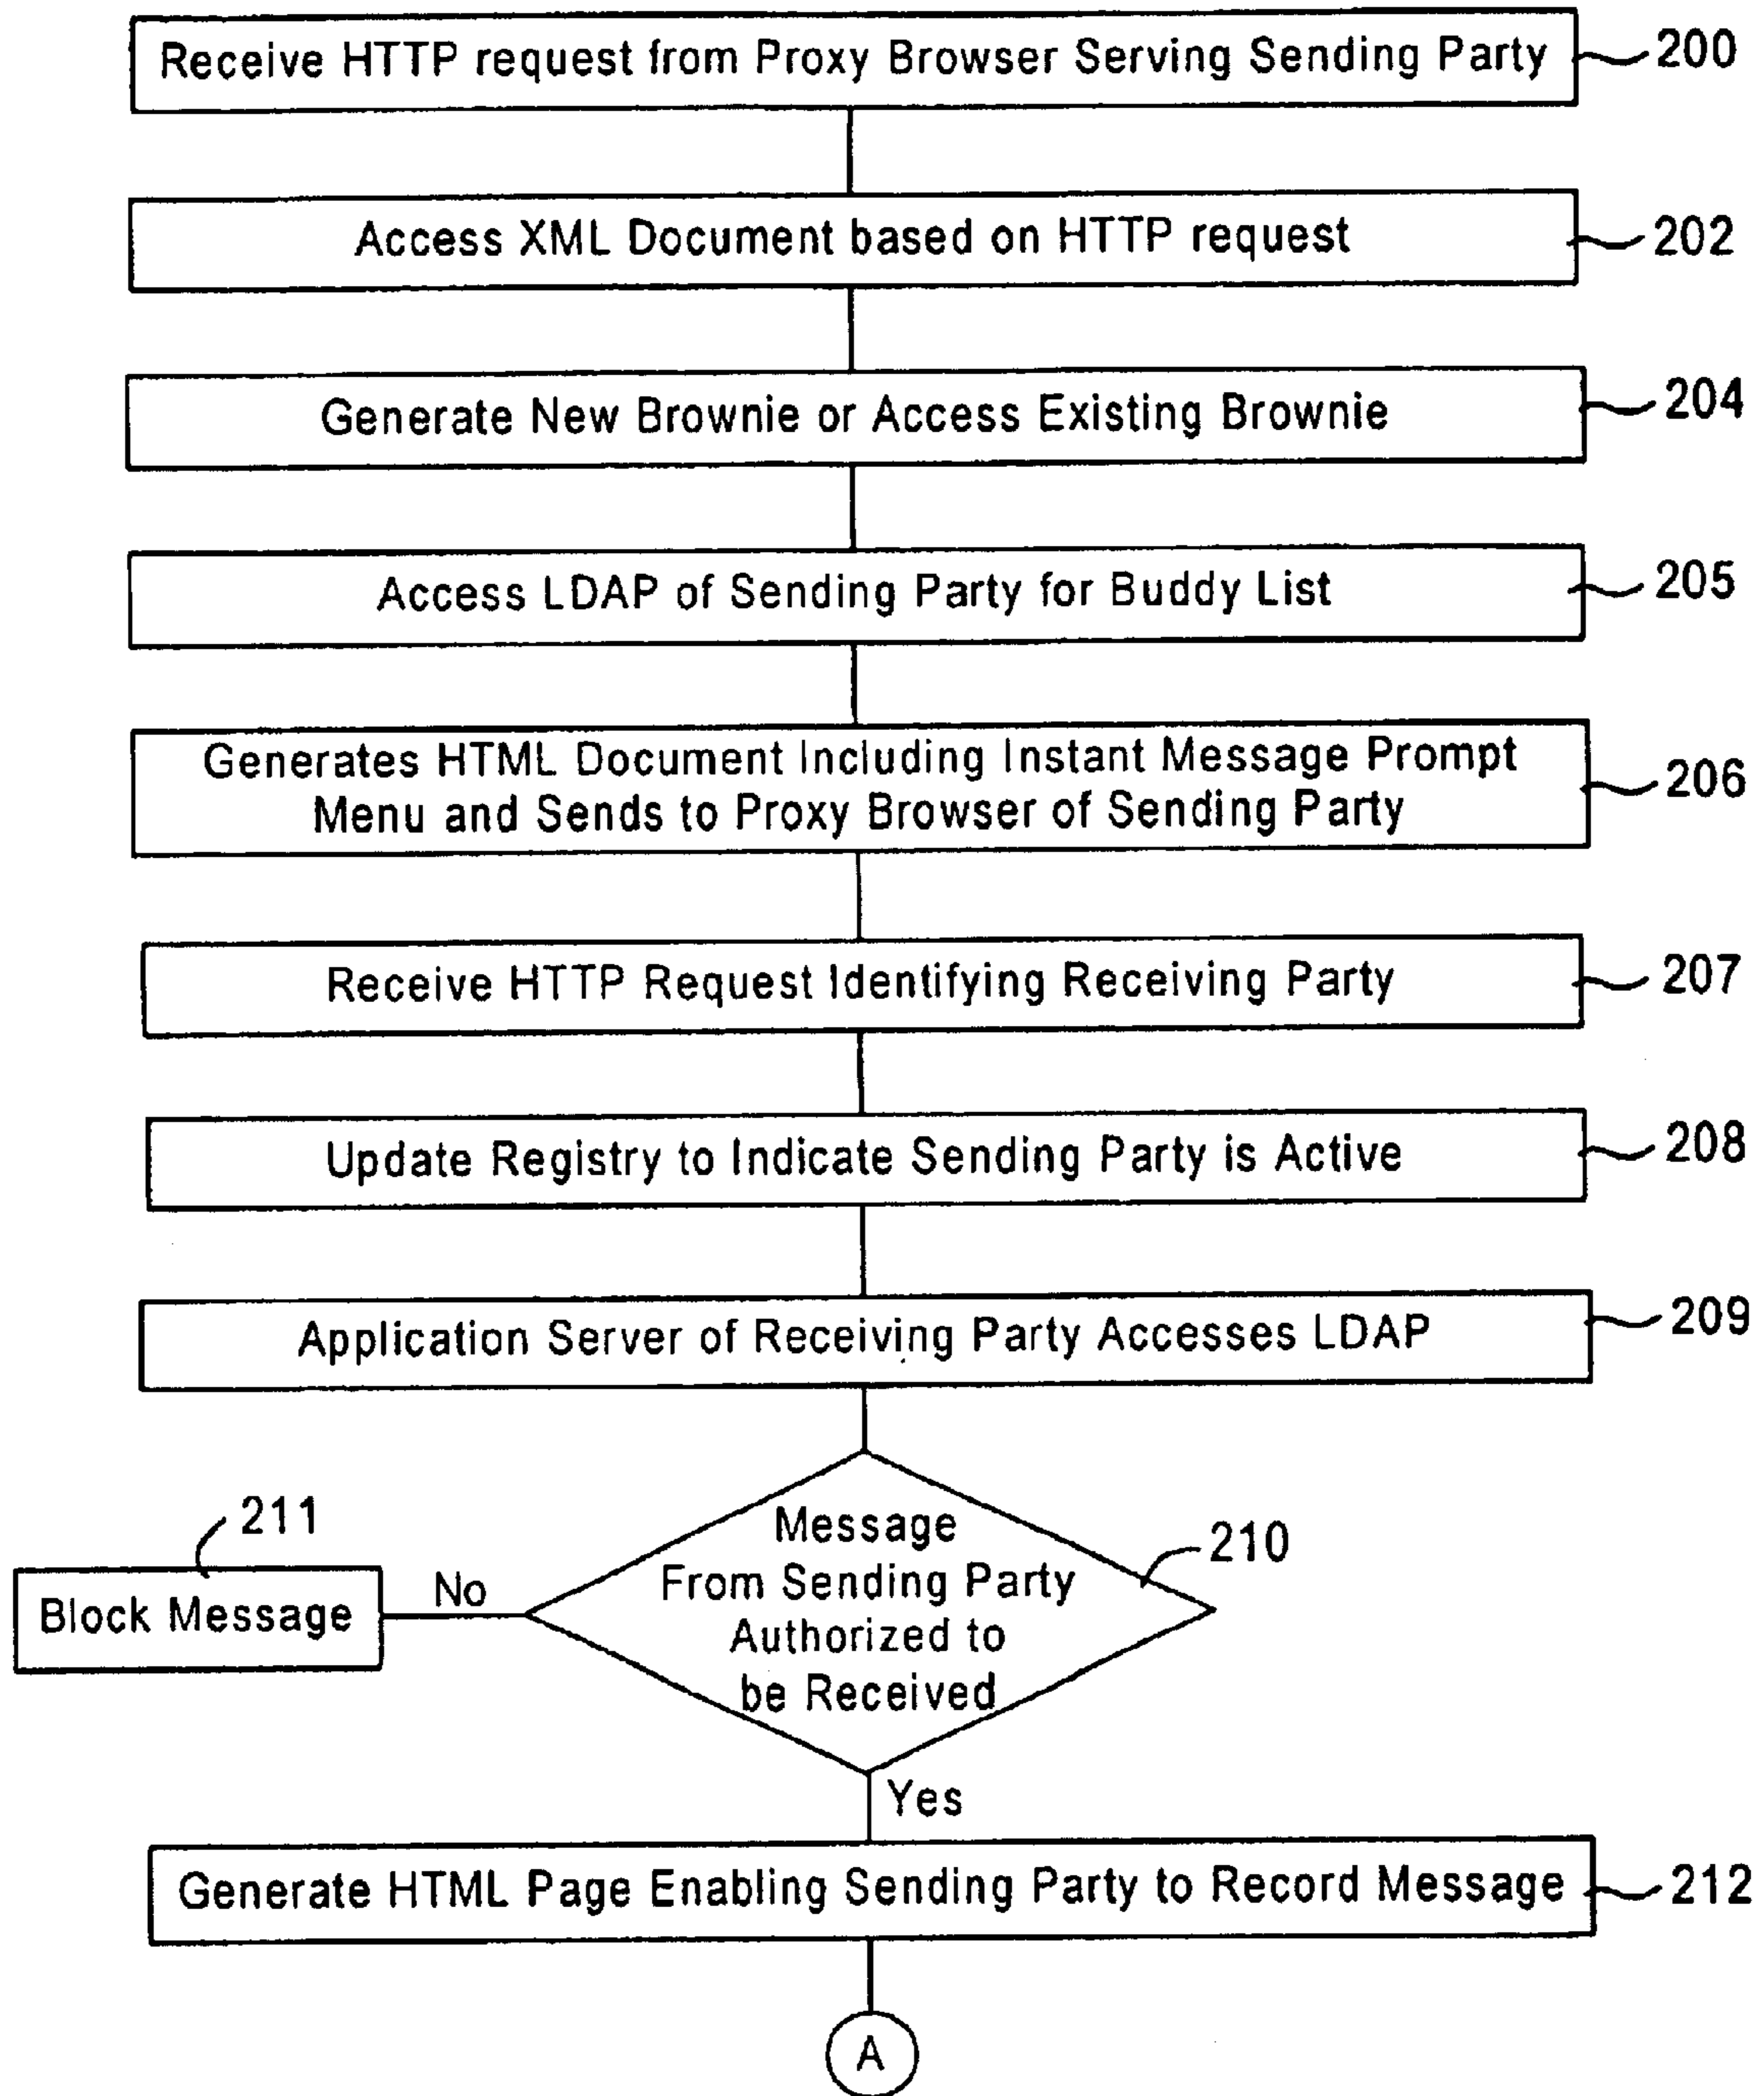 Receive HTTP request from Proxy Browser Serving Sending Party
200
Access XML Document based on HTTP request
202
Generate New Brownie or Access Existing Brownie
204
Access LDAP of Sending Party for Buddy List
205
Generates HTML Document Including Instant Message Prompt
Menu and Sends to Proxy Browser of Sending Party
206
Receive HTTP Request Identifying Receiving Party
207
Update Registry to Indicate Sending Party is Active
208
Application Server of Receiving Party Accesses LDAP
209
Message
From Sending Party
Authorized to
be Received
210
No
211
Block Message
Yes
Generate HTML Page Enabling Sending Party to Record Message
212
A